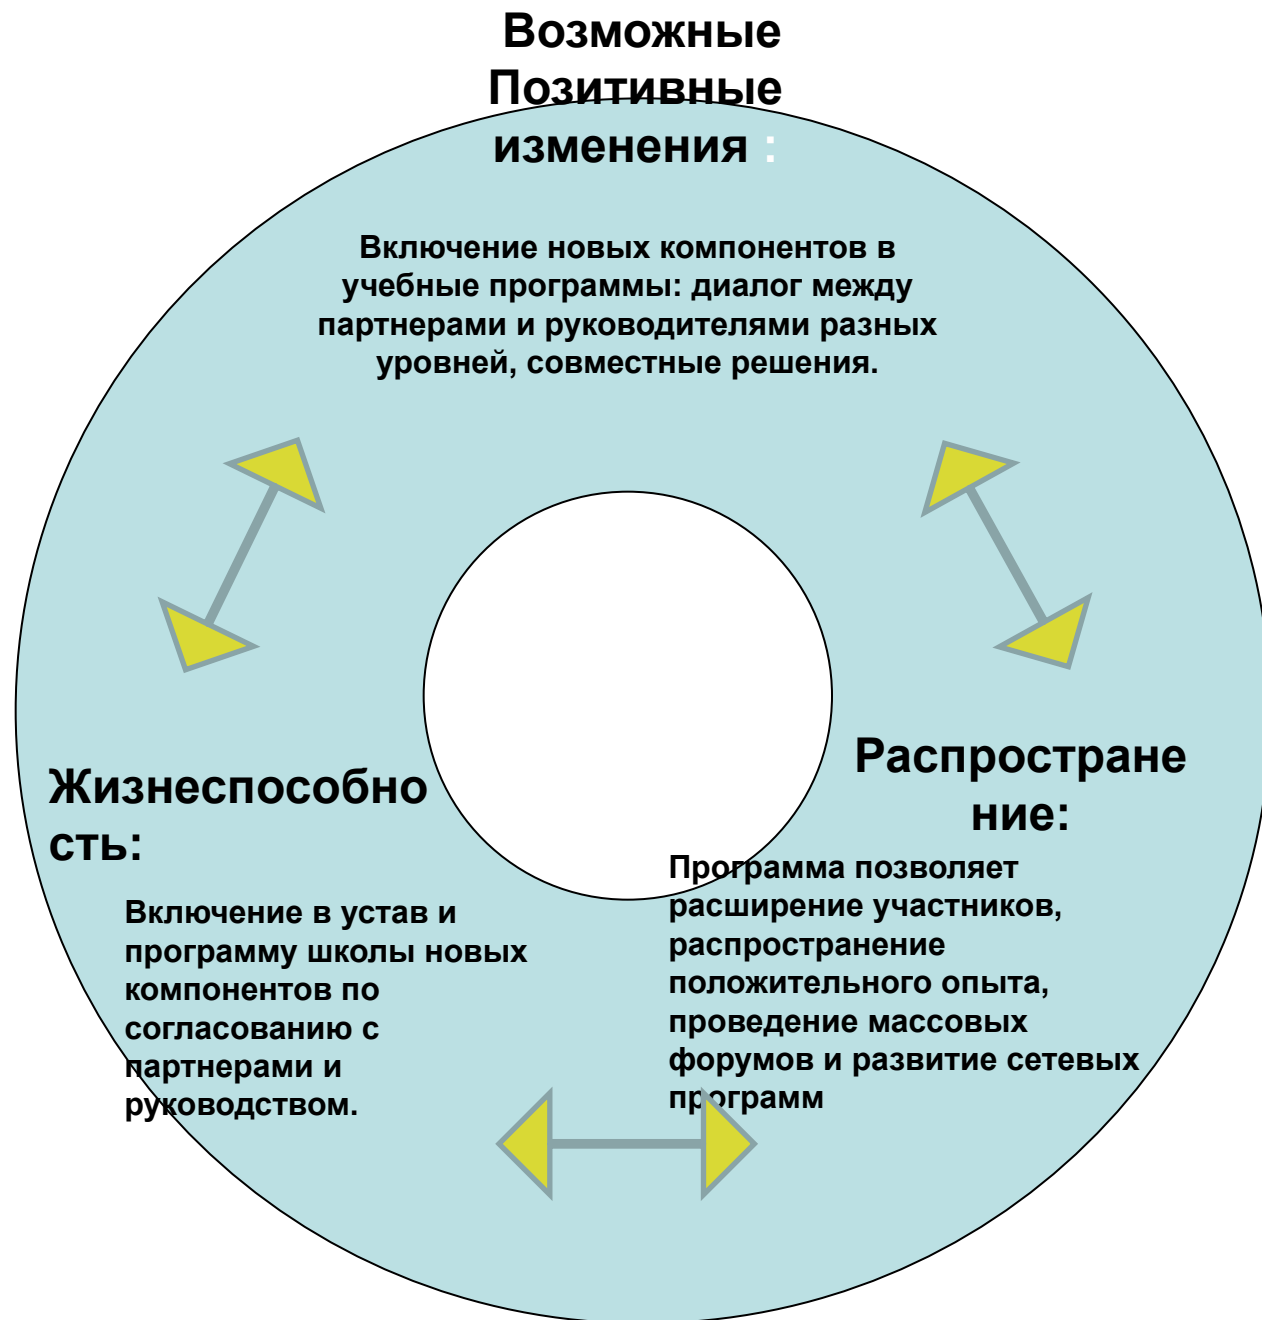 Возможные
Позитивные
изменения :
Включение новых компонентов в
учебные программы: диалог между
партнерами и руководителями разных
уровней, совместные решения.
Жизнеспособно
сть:
Включение в устав и
программу школы новых
компонентов по
согласованию с
партнерами и
руководством.
Распростране
ние:
Программа позволяет
расширение участников,
распространение
положительного опыта,
проведение массовых
форумов и развитие сетевых
программ